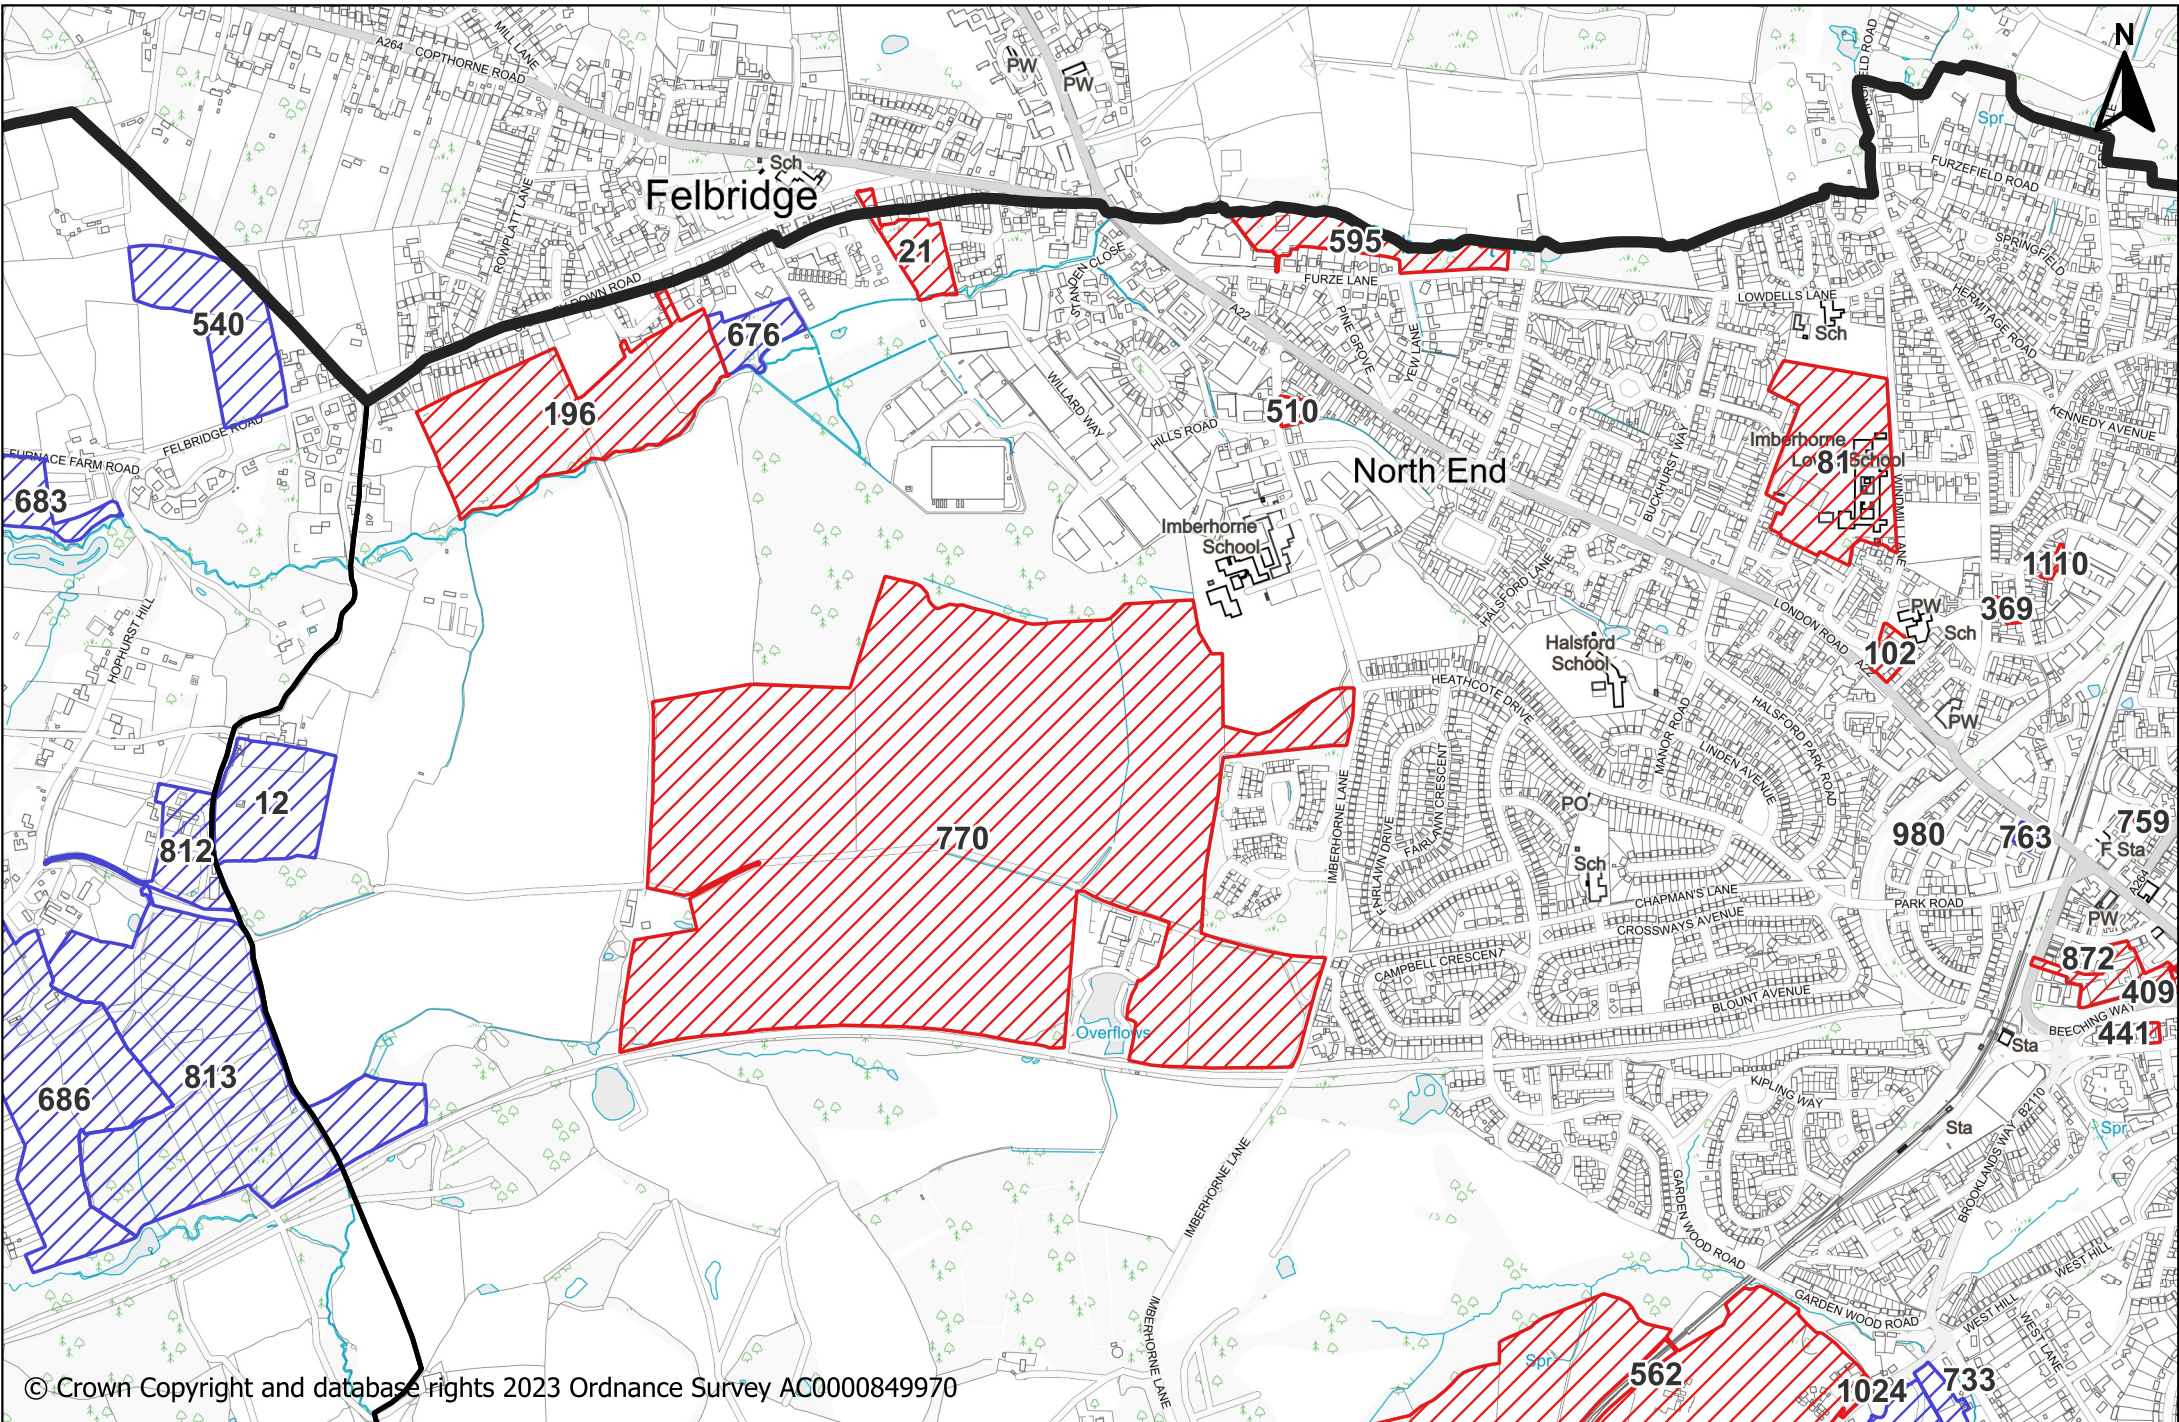 N
A264
COPTHORNE ROAD
MILL LANE
PW
PW
Spr
FURZEFIELD ROAD
Sch
Felbridge
ROWPLATT LANE
SPRINGFIELD
21
595
STANDEN CLOSE
FURZE LANE
LOWDELLS LANE
HERMITAGE ROAD
Sch
540
676
A22
PINE GROVE
YEW LANE
196
510
WILLARD WAY
HILLS ROAD
KENNEDY AVENUE
FELBRIDGE ROAD
FURNACE FARM ROAD
Imberhorne
Lower School
81
BUCKHURST WAY
WINDMILL LANE
North End
683
Imberhorne
School
HALSFORD LANE
1110
HOPHURST HILL
369
LONDON ROAD
A22
PW
Sch
Halsford
School
102
HEATHCOTE DRIVE
MANOR ROAD
LINDEN AVENUE
HALSFORD PARK ROAD
PW
12
812
770
IMBERHORNE LANE
FAIRLAWN DRIVE
FAIRLAWN CRESCENT
PO
Sch
980
763
759
F Sta
A264
CHAPMAN'S LANE
CROSSWAYS AVENUE
PARK ROAD
PW
CAMPBELL CRESCENT
872
409
BLOUNT AVENUE
BEECHING WAY
441
Overflows
Sta
813
686
KIPLING WAY
B2110
Sta
Spr
BROOKLANDS WAY
IMBERHORNE LANE
GARDEN WOOD ROAD
WEST HILL
GARDEN WOOD ROAD
WEST HILL
WEST LANE
IMBERHORNE LANE
Spr
562
1024
733
© Crown Copyright and database rights 2023 Ordnance Survey AC0000849970